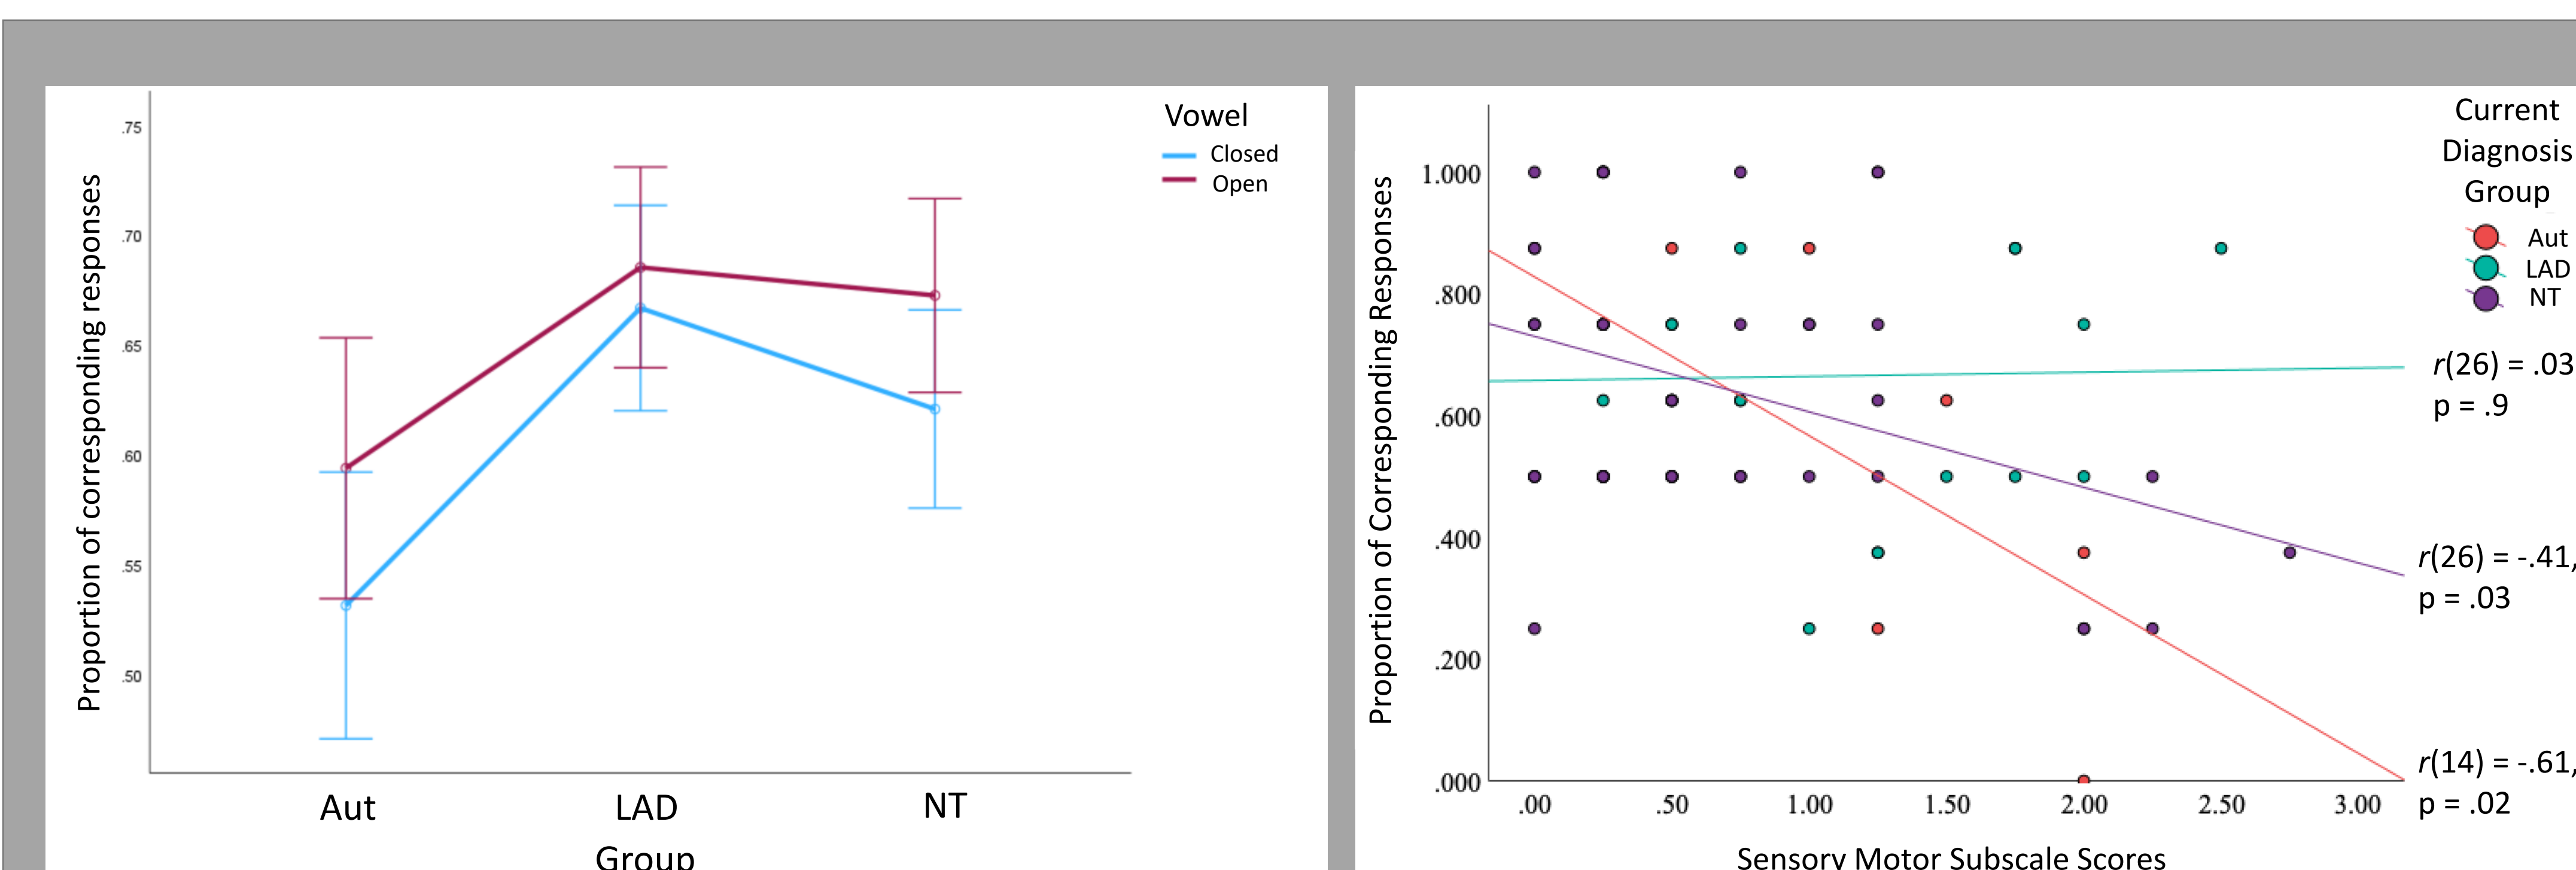 Proportion of corresponding responses
.75
.70
.65
.60
.55
.50
Aut LAD NT
Group
Vowel
Closed
Open
Proportion of Corresponding Responses
1.000
.800
.600
.400
.200
.000
.00 .50 1.00 1.50 2.00 2.50 3.00
Sensory Motor Subscale Scores
Current
Diagnosis
Group
Aut
LAD
NT
r(26) = .03
p = .9
r(26) = -.41,
p = .03
r(14) = -.61,
p = .02